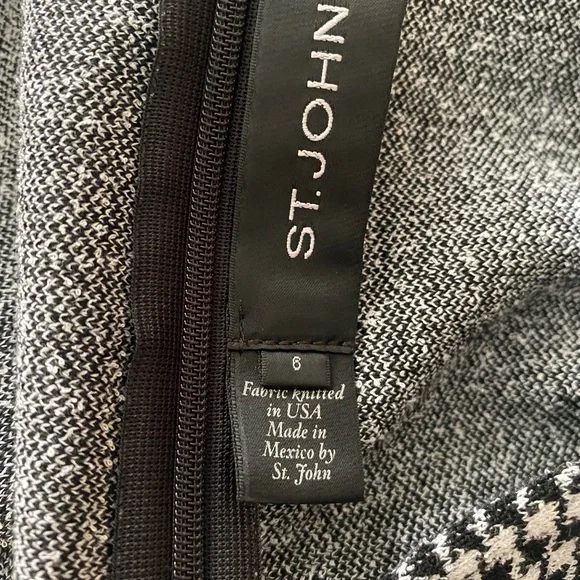 ST. JOHN
6
Fabric knitted
in USA
Made in
Mexico by
St. John